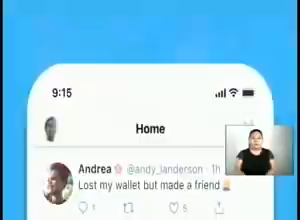 9:15
Home
Andrea @andy_landerson · 1h
Lost my wallet but made a friend
1 5